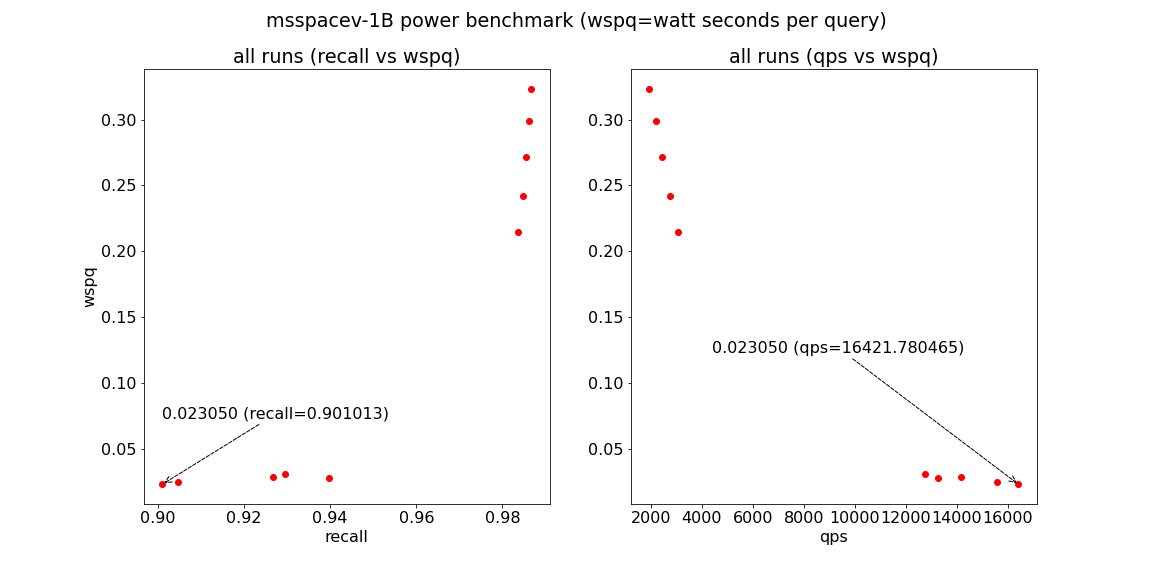 msspacev-1B power benchmark (wspq=watt seconds per query)
all runs (recall vs wspq)
0.30
0.25
0.20
0.15
0.10
0.05
wspq
0.023050 (recall=0.901013)
0.90 0.92 0.94 0.96 0.98
recall
all runs (qps vs wspq)
0.30
0.25
0.20
0.15
0.10
0.05
0.023050 (qps=16421.780465)
2000 4000 6000 8000 10000 12000 14000 16000
qps